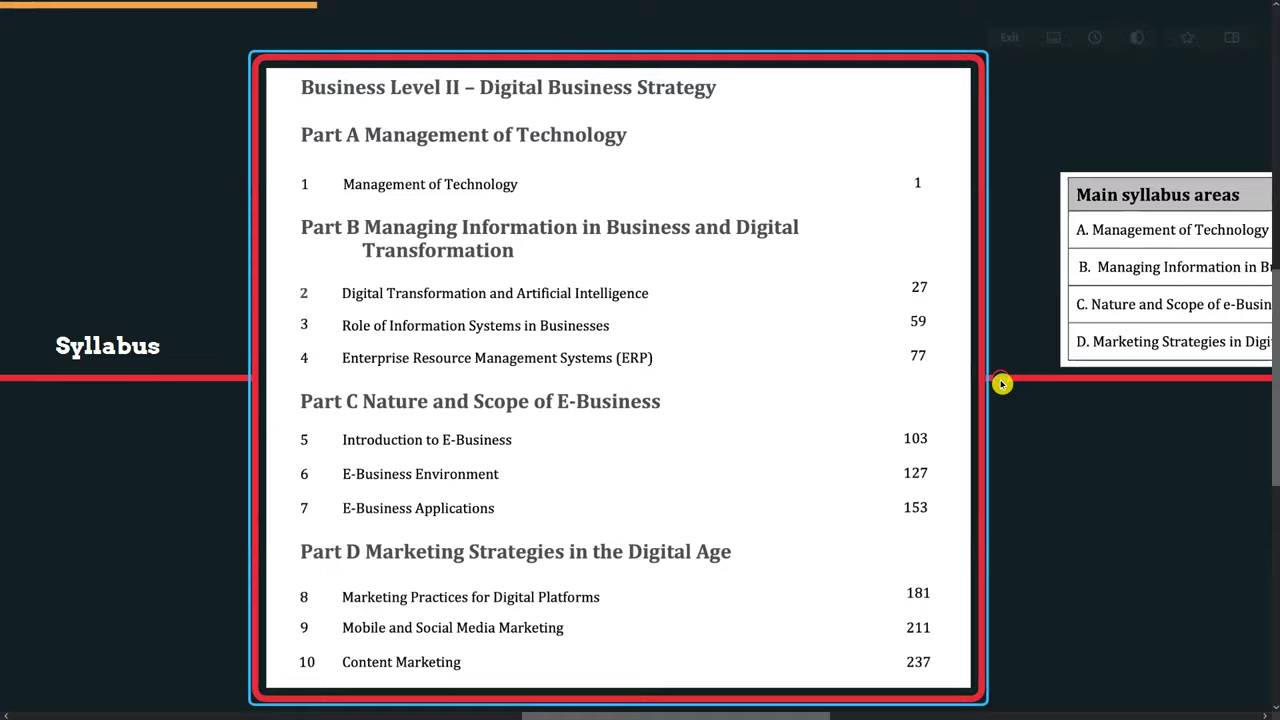 Exit
Business Level II – Digital Business Strategy
Part A Management of Technology
1 Management of Technology 1
Part B Managing Information in Business and Digital
Transformation
2 Digital Transformation and Artificial Intelligence 27
3 Role of Information Systems in Businesses 59
4 Enterprise Resource Management Systems (ERP) 77
Part C Nature and Scope of E-Business
5 Introduction to E-Business 103
6 E-Business Environment 127
7 E-Business Applications 153
Part D Marketing Strategies in the Digital Age
8 Marketing Practices for Digital Platforms 181
9 Mobile and Social Media Marketing 211
10 Content Marketing 237
Syllabus
Main syllabus areas
A. Management of Technology
B. Managing Information in
C. Nature and Scope of
D. Marketing Strategies in